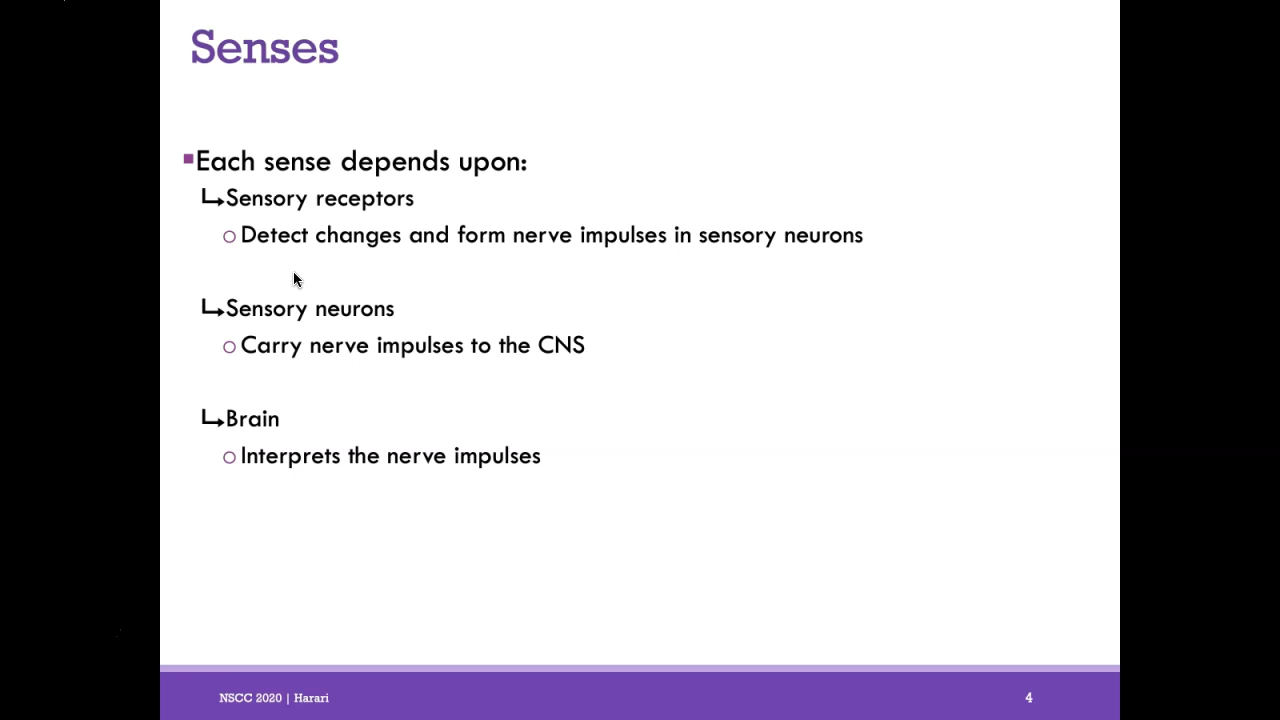 Senses
Each sense depends upon:
Sensory receptors
Detect changes and form nerve impulses in sensory neurons
Sensory neurons
Carry nerve impulses to the CNS
Brain
Interprets the nerve impulses
NSCC 2020 | Harari
4